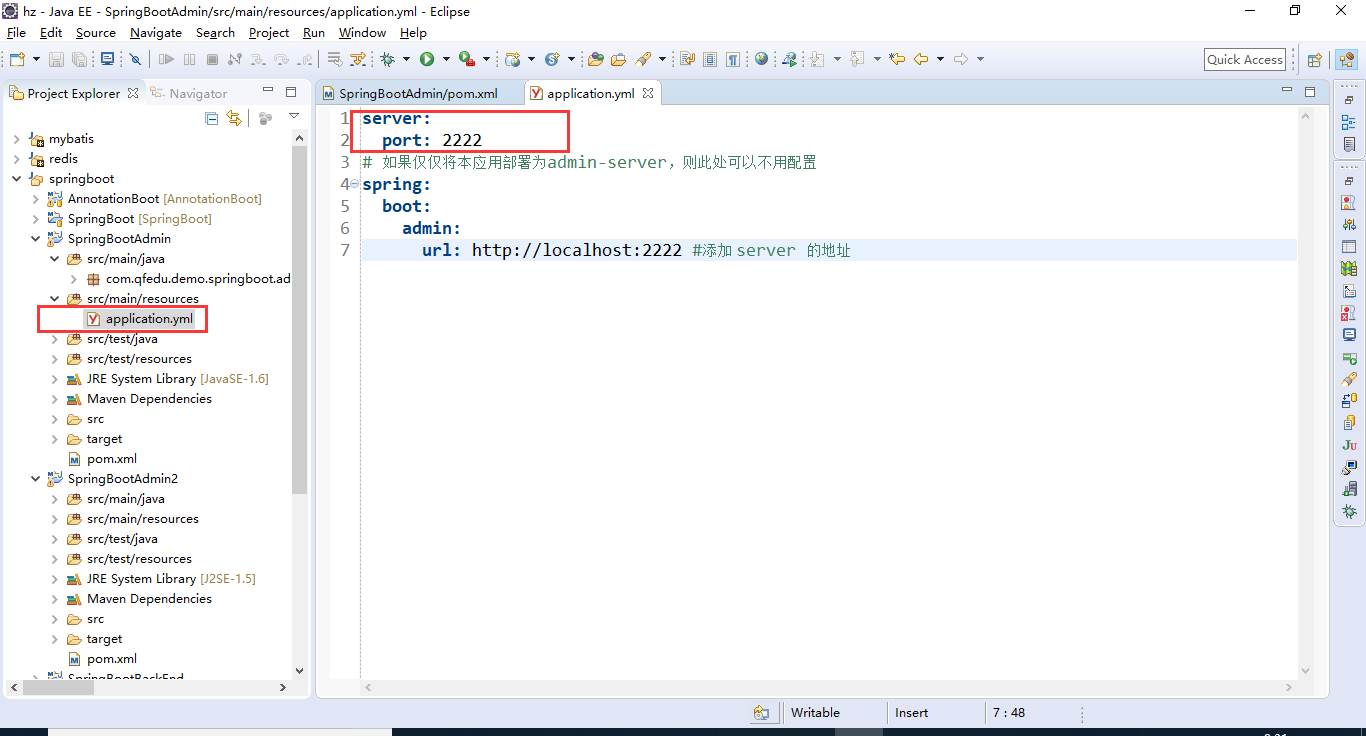 hz - Java EE - SpringBootAdmin/src/main/resources/application.yml - Eclipse
File Edit Source Navigate Search Project Run Window Help
Quick Access
Project Explorer
Navigator
SpringBootAdmin/pom.xml
application.yml
mybatis
redis
springboot
AnnotationBoot [AnnotationBoot]
SpringBoot [SpringBoot]
SpringBootAdmin
src/main/java
com.qfedu.demo.springboot.ad
src/main/resources
application.yml
src/test/java
src/test/resources
JRE System Library [JavaSE-1.6]
Maven Dependencies
src
target
pom.xml
SpringBootAdmin2
src/main/java
src/main/resources
src/test/java
src/test/resources
JRE System Library [J2SE-1.5]
Maven Dependencies
src
target
pom.xml
SpringBootBackEnd
1 server:
2 port: 2222
3 # 如果仅仅将本应用部署为admin-server，则此处可以不用配置
4 spring:
5 boot:
6 admin:
7 url: http://localhost:2222 #添加 server 的地址
Writable
Insert
7 : 48